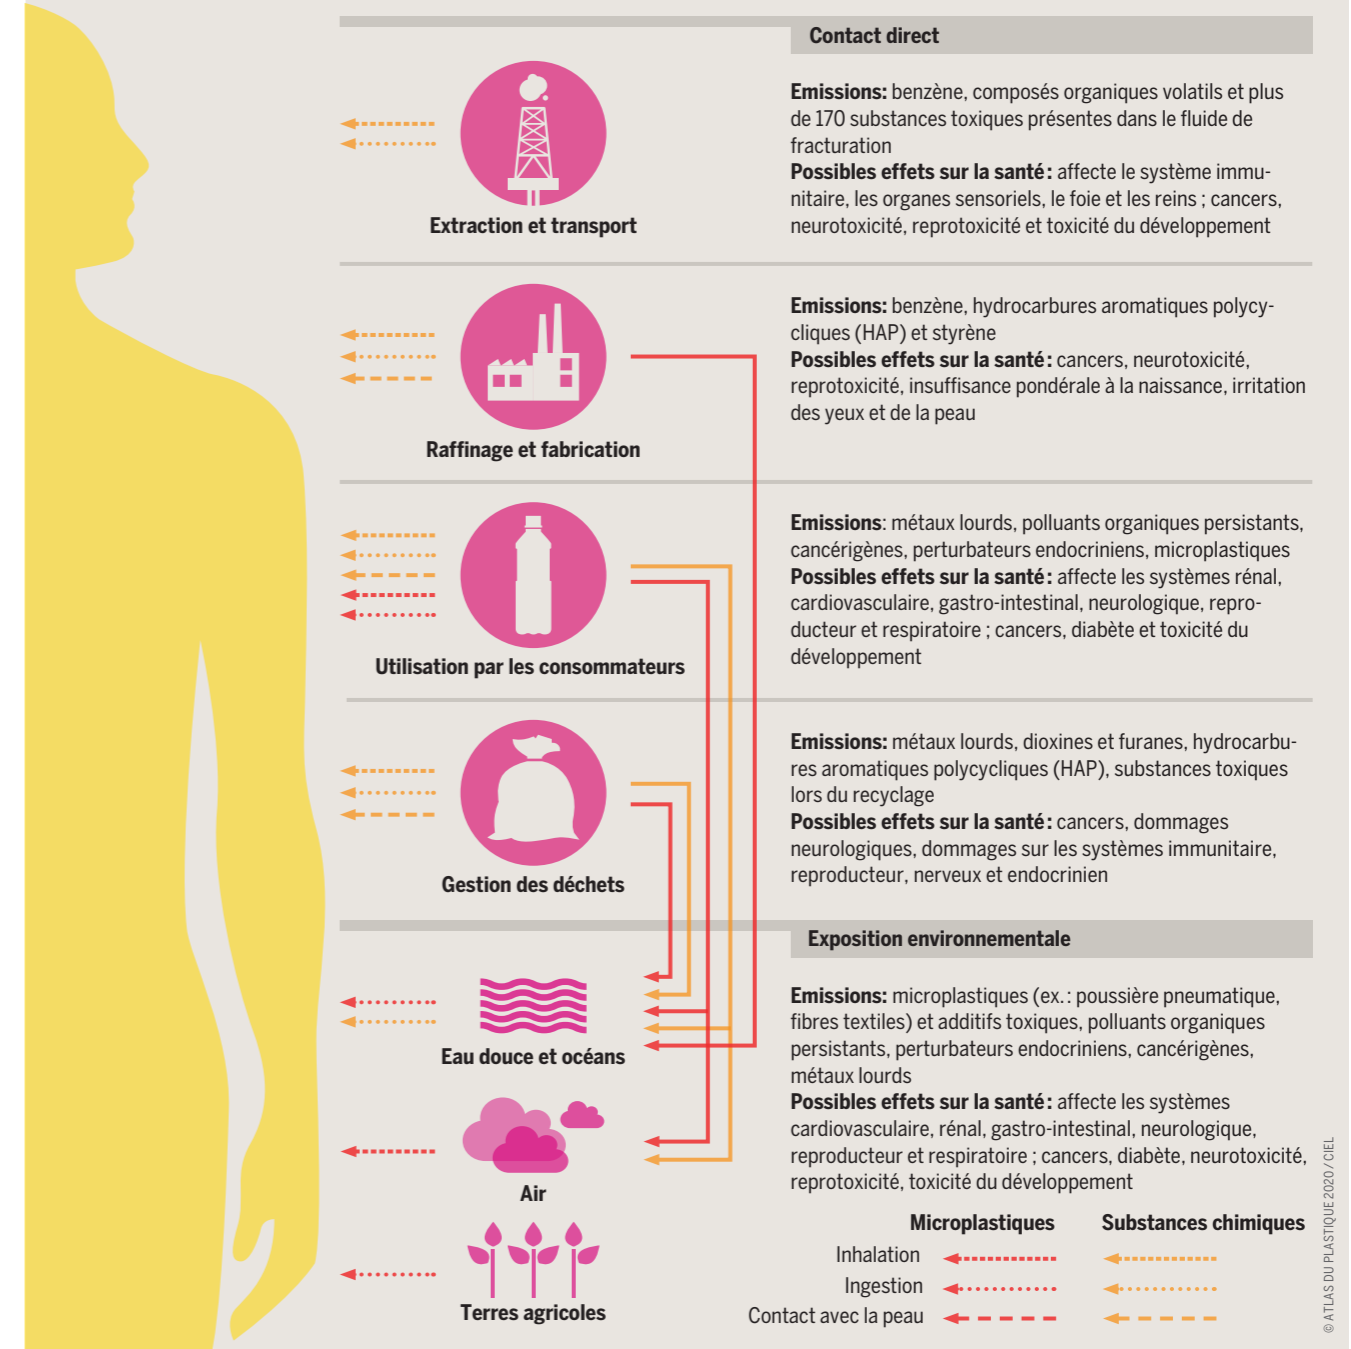 Contact direct
Emissions: benzène, composés organiques volatils et plus
de 170 substances toxiques présentes dans le fluide de
fracturation
Possibles effets sur la santé : affecte le système immu-
nitaire, les organes sensoriels, le foie et les reins ; cancers,
neurotoxicité, reprotoxicité et toxicité du développement
Extraction et transport
Emissions: benzène, hydrocarbures aromatiques polycy-
cliques (HAP) et styrène
Possibles effets sur la santé : cancers, neurotoxicité,
reprotoxicité, insuffisance pondérale à la naissance, irritation
des yeux et de la peau
Raffinage et fabrication
Emissions: métaux lourds, polluants organiques persistants,
cancérigènes, perturbateurs endocriniens, microplastiques
Possibles effets sur la santé : affecte les systèmes rénal,
cardiovasculaire, gastro-intestinal, neurologique, repro-
ducteur et respiratoire ; cancers, diabète et toxicité du
développement
Utilisation par les consommateurs
Emissions: métaux lourds, dioxines et furanes, hydrocarbu-
res aromatiques polycycliques (HAP), substances toxiques
lors du recyclage
Possibles effets sur la santé : cancers, dommages
neurologiques, dommages sur les systèmes immunitaire,
reproducteur, nerveux et endocrinien
Gestion des déchets
Exposition environnementale
Emissions: microplastiques (ex. : poussière pneumatique,
fibres textiles) et additifs toxiques, polluants organiques
persistants, perturbateurs endocriniens, cancérigènes,
métaux lourds
Possibles effets sur la santé : affecte les systèmes
cardiovasculaire, rénal, gastro-intestinal, neurologique,
reproducteur et respiratoire ; cancers, diabète, neurotoxicité,
reprotoxicité, toxicité du développement
Eau douce et océans
Air
Terres agricoles
Microplastiques Substances chimiques
Inhalation
Ingestion
Contact avec la peau
© ATLAS DU PLASTIQUE 2020 / CIEL